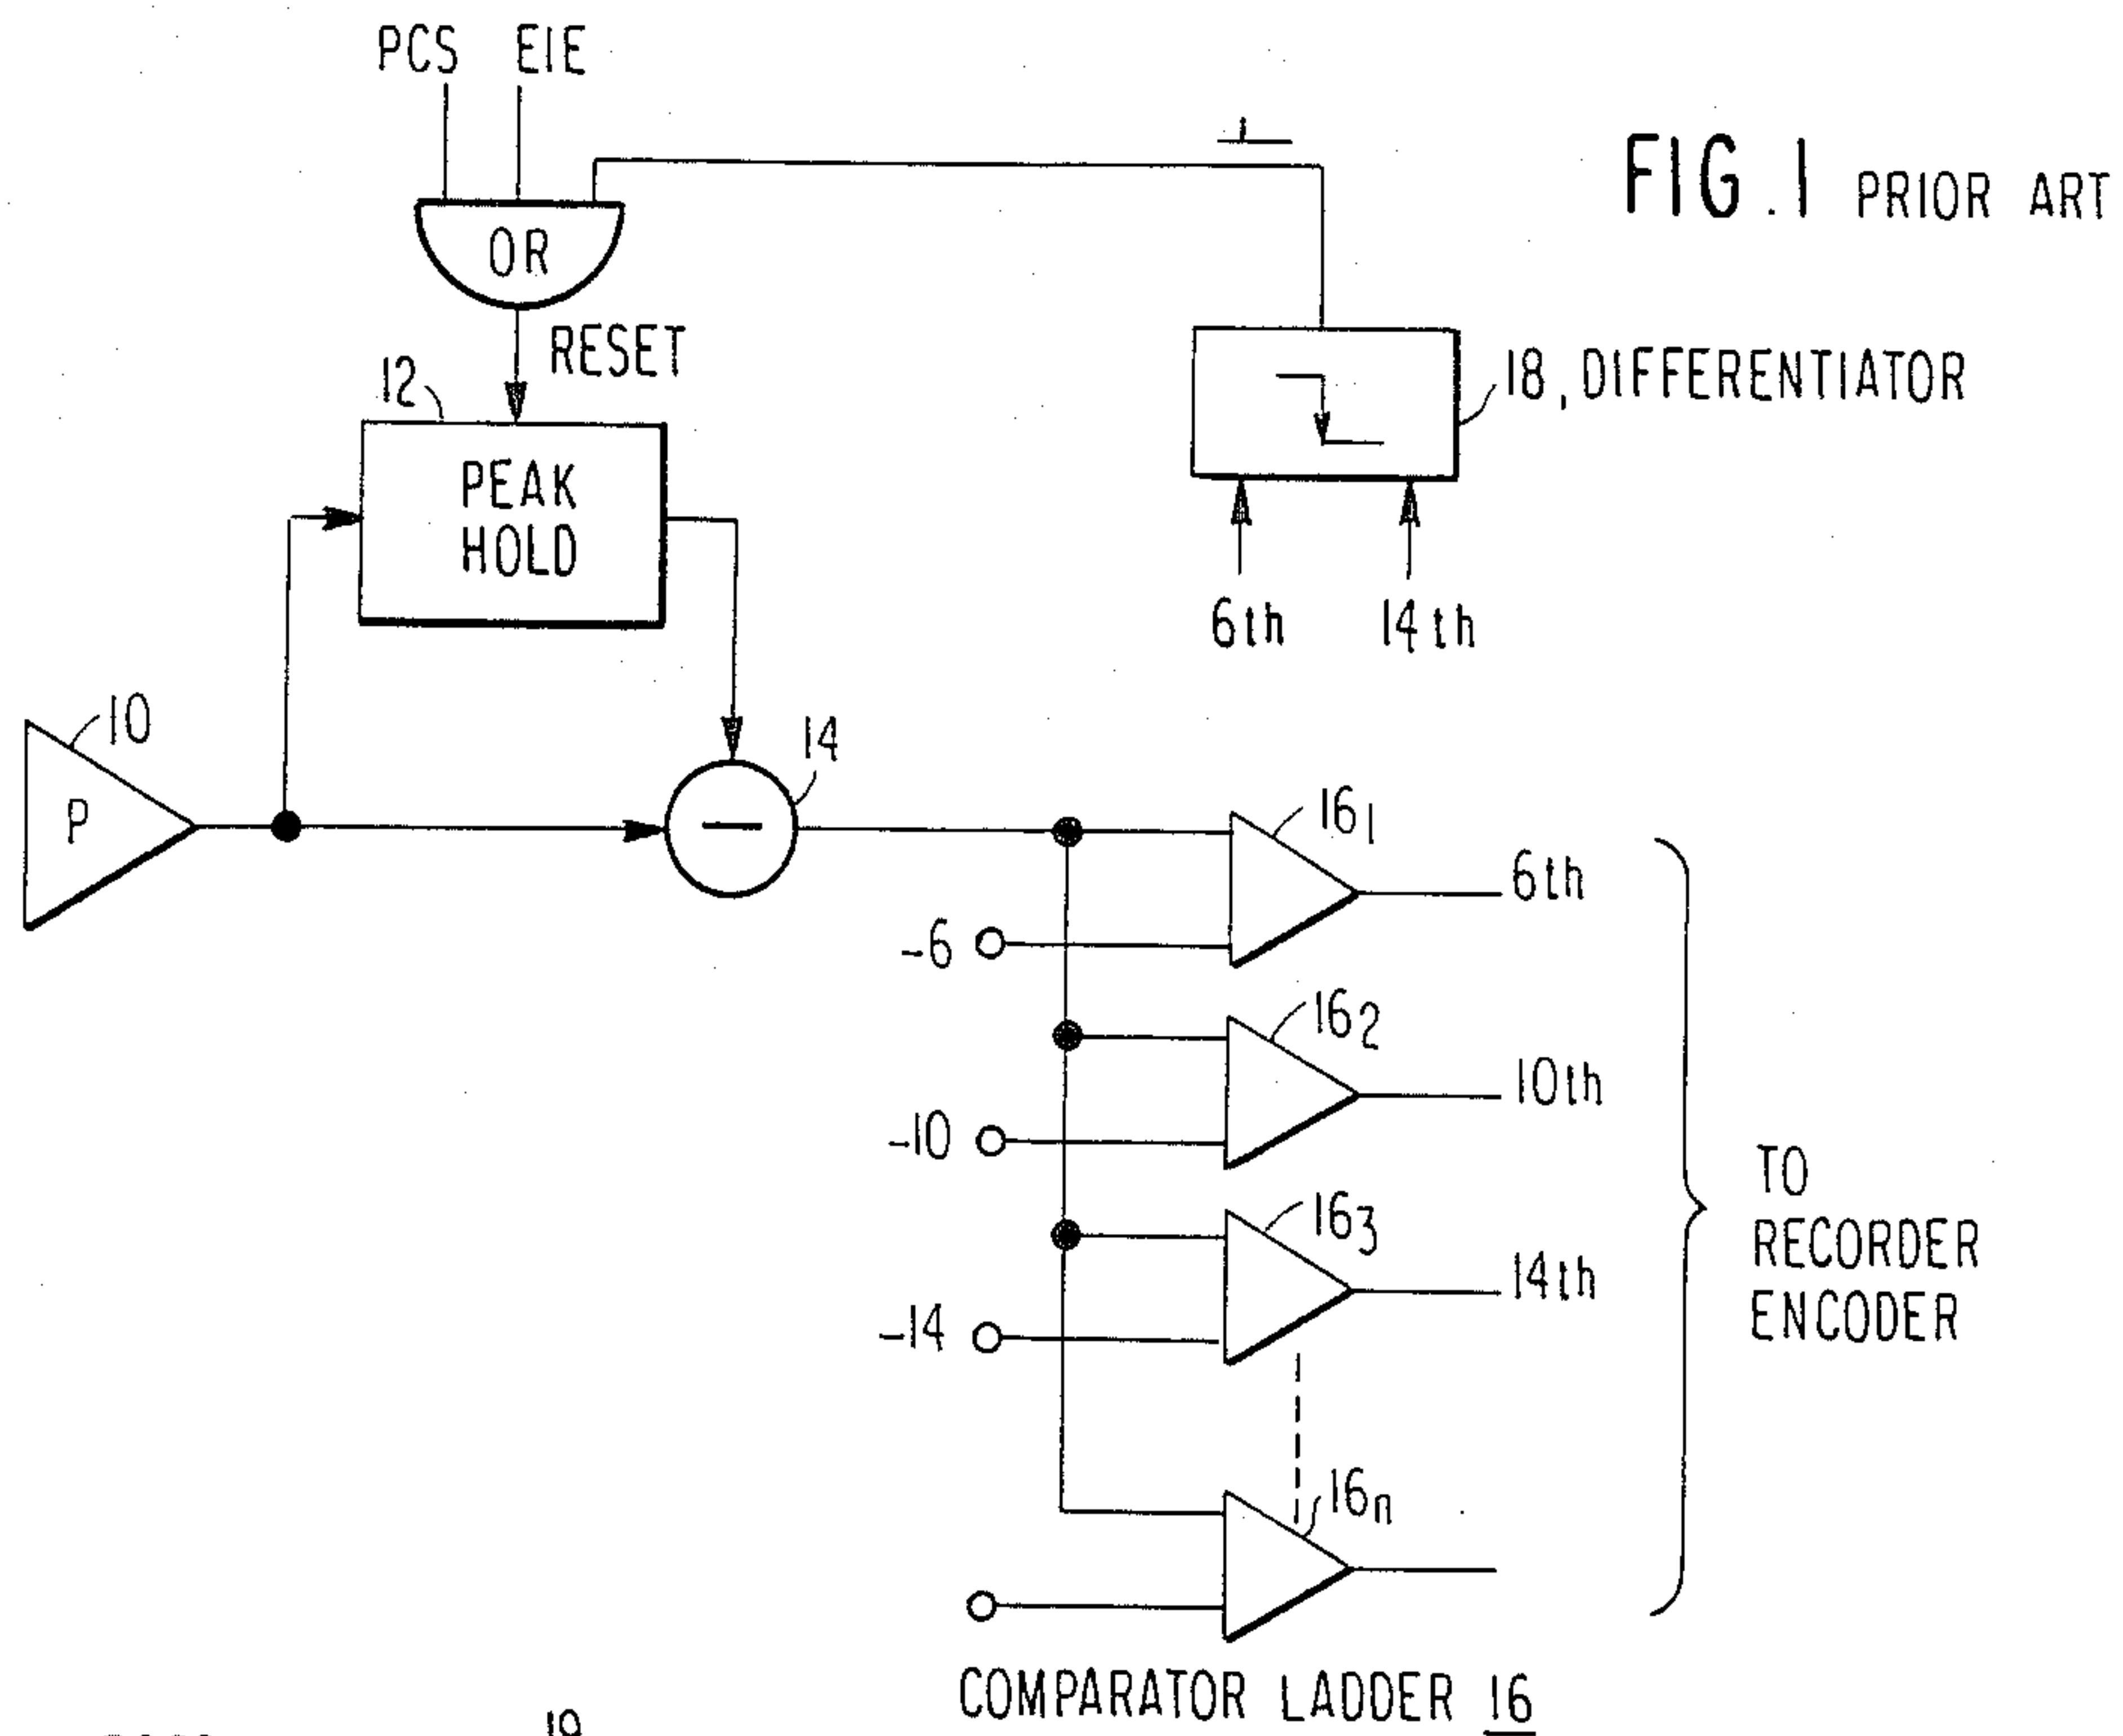 PCS EIE
FIG. 1 PRIOR ART
OR
RESET
12
PEAK
HOLD
18, DIFFERENTIATOR
6th 14th
10
P
14
—
16₁
6th
-6
16₂
10th
-10
16₃
14th
-14
TO
RECORDER
ENCODER
16n
COMPARATOR LADDER 16
19